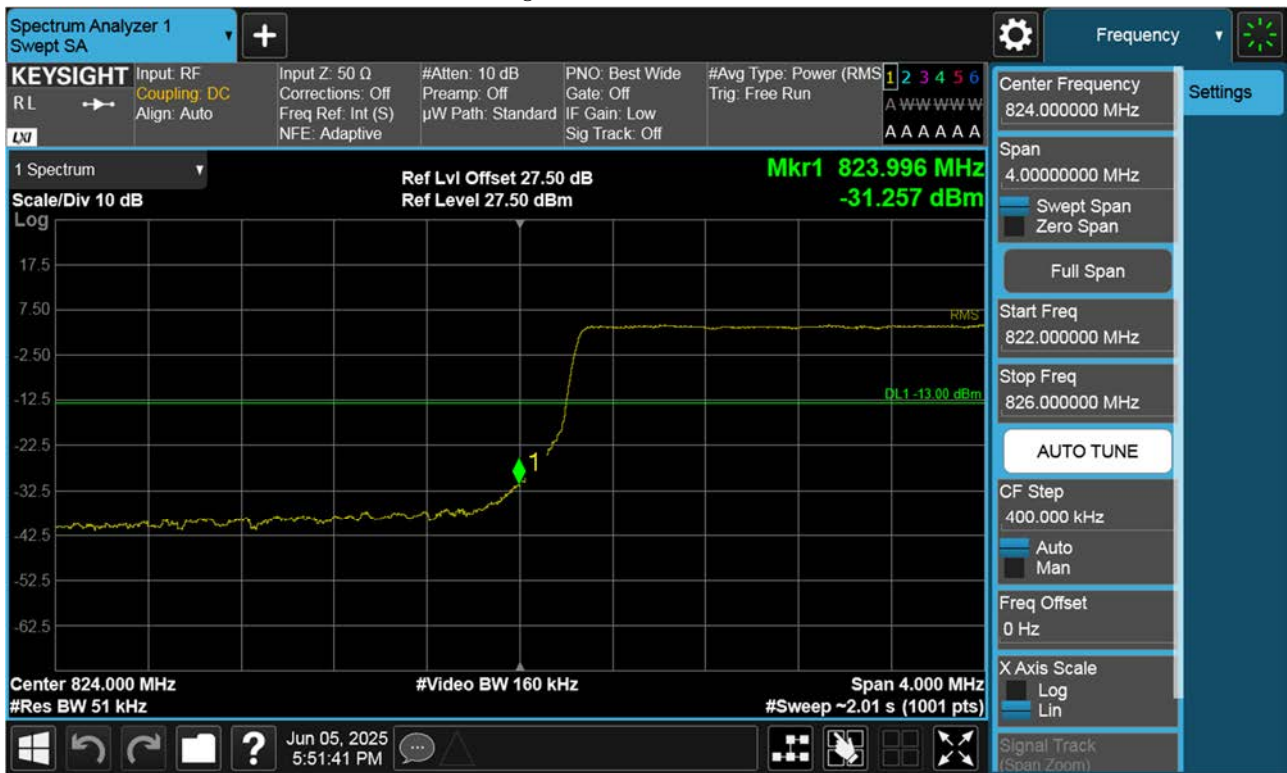 Spectrum Analyzer 1
Swept SA
Frequency
KEYSIGHT
R L
LXI
Input: RF
Coupling: DC
Align: Auto
Input Z: 50 Ω
Corrections: Off
Freq Ref: Int (S)
NFE: Adaptive
#Atten: 10 dB
Preamp: Off
µW Path: Standard
PNO: Best Wide
Gate: Off
IF Gain: Low
Sig Track: Off
#Avg Type: Power (RMS
Trig: Free Run
1 2 3 4 5 6
A W W W W W
A A A A A A
1 Spectrum
Scale/Div 10 dB
Log
Ref Lvl Offset 27.50 dB
Ref Level 27.50 dBm
Mkr1 823.996 MHz
-31.257 dBm
17.5
7.50
-2.50
-12.5
-22.5
-32.5
-42.5
-52.5
-62.5
RMS
DL1 -13.00 dBm
1
Center 824.000 MHz
#Res BW 51 kHz
#Video BW 160 kHz
Span 4.000 MHz
#Sweep ~2.01 s (1001 pts)
Center Frequency
824.000000 MHz
Settings
Span
4.00000000 MHz
Swept Span
Zero Span
Full Span
Start Freq
822.000000 MHz
Stop Freq
826.000000 MHz
AUTO TUNE
CF Step
400.000 kHz
Auto
Man
Freq Offset
0 Hz
X Axis Scale
Log
Lin
Signal Track
(Span Zoom)
?
Jun 05, 2025
5:51:41 PM